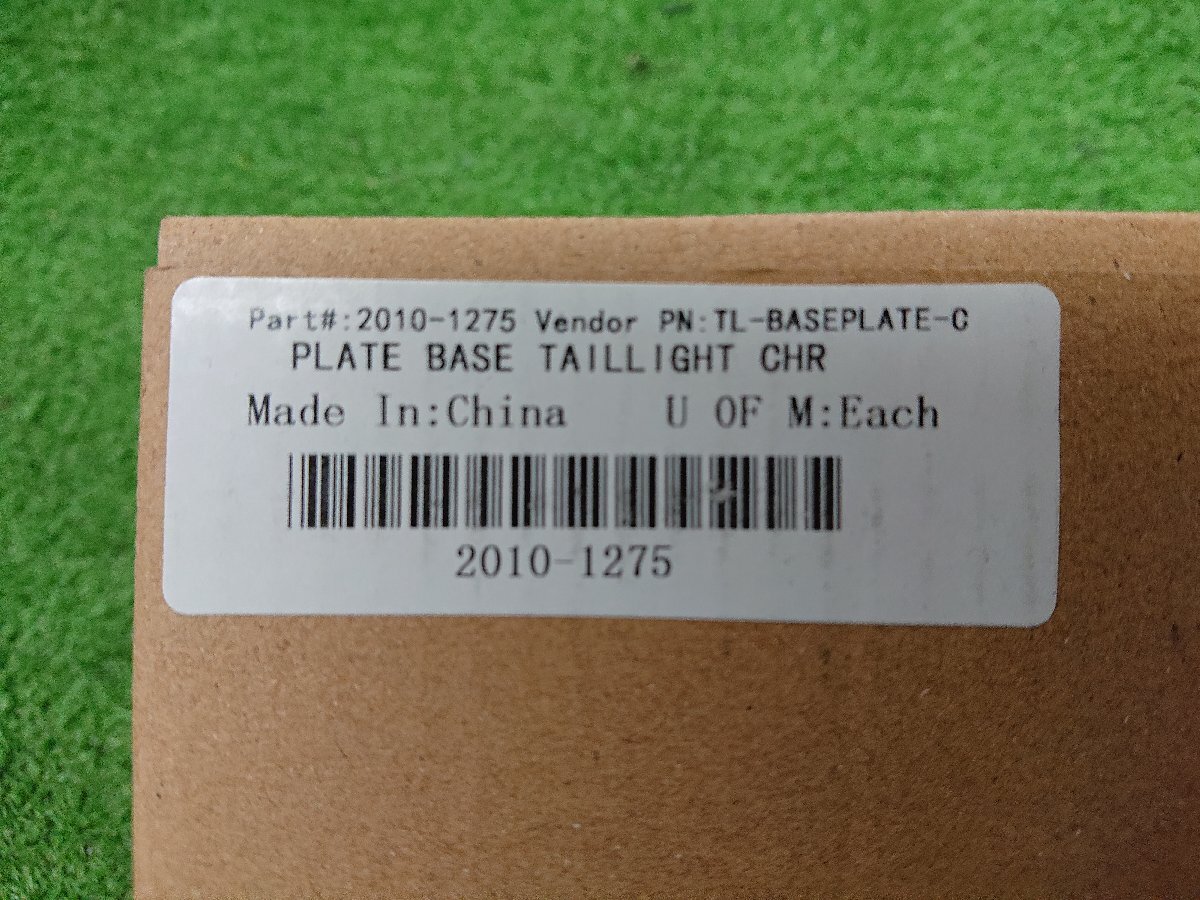 Part#:2010-1275 Vendor PN:TL-BASEPLATE-C
PLATE BASE TAILLIGHT CHR
Made In:China U OF M:Each
2010-1275